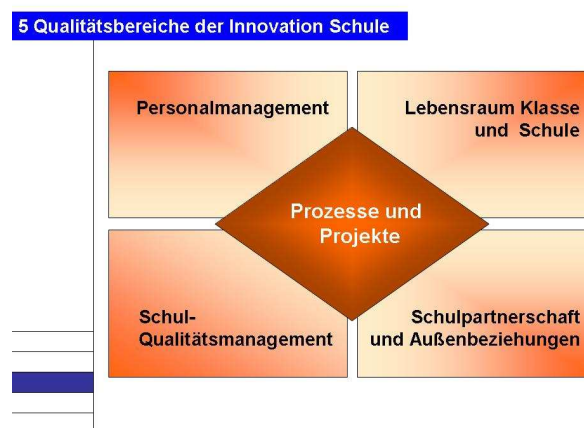 5 Qualitätsbereiche der Innovation Schule
Personalmanagement
Lebensraum Klasse
und Schule
Prozesse und
Projekte
Schul-
Qualitätsmanagement
Schulpartnerschaft
und Außenbeziehungen